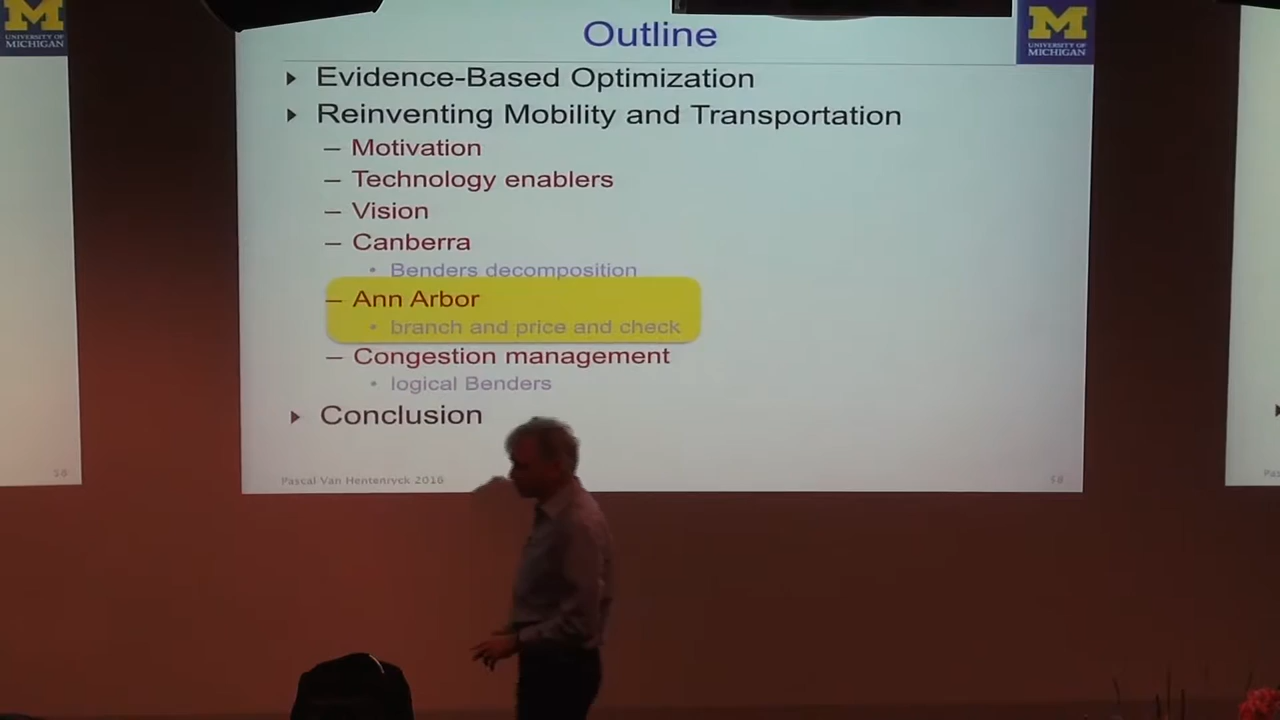 M
UNIVERSITY OF
MICHIGAN
Outline
M
UNIVERSITY OF
MICHIGAN
Evidence-Based Optimization
Reinventing Mobility and Transportation
– Motivation
– Technology enablers
– Vision
– Canberra
• Benders decomposition
– Ann Arbor
• branch and price and check
– Congestion management
• logical Benders
Conclusion
58
Pascal Van Hentenryck 2016
58
Pas